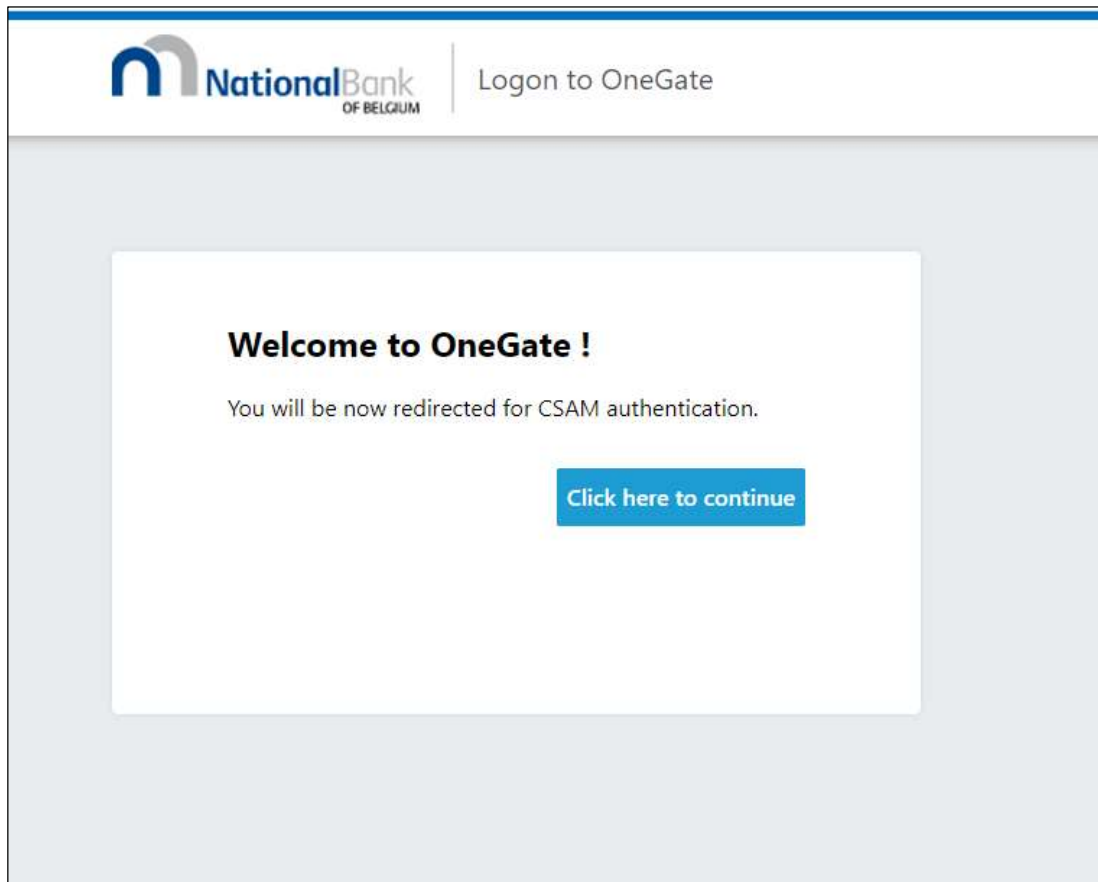 NationalBank
OF BELGIUM
Logon to OneGate
Welcome to OneGate !
You will be now redirected for CSAM authentication.
Click here to continue